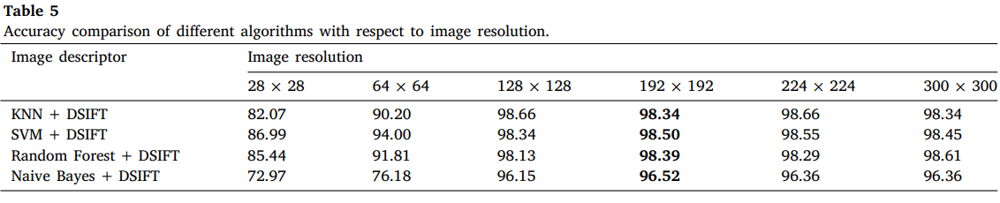 Table 5
Accuracy comparison of different algorithms with respect to image resolution.
Image descriptor Image resolution
28 × 28 64 × 64 128 × 128 192 × 192 224 × 224 300 × 300
KNN + DSIFT 82.07 90.20 98.66 98.34 98.66 98.34
SVM + DSIFT 86.99 94.00 98.34 98.50 98.55 98.45
Random Forest + DSIFT 85.44 91.81 98.13 98.39 98.29 98.61
Naive Bayes + DSIFT 72.97 76.18 96.15 96.52 96.36 96.36